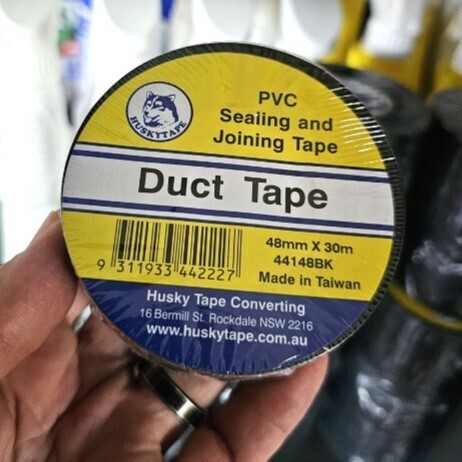 HUSKYTAPE
PVC
Sealing and
Joining Tape
Duct Tape
9 311933 442227
48mm X 30m
44148BK
Made in Taiwan
Husky Tape Converting
16 Bermill St. Rockdale NSW 2216
www.huskytape.com.au